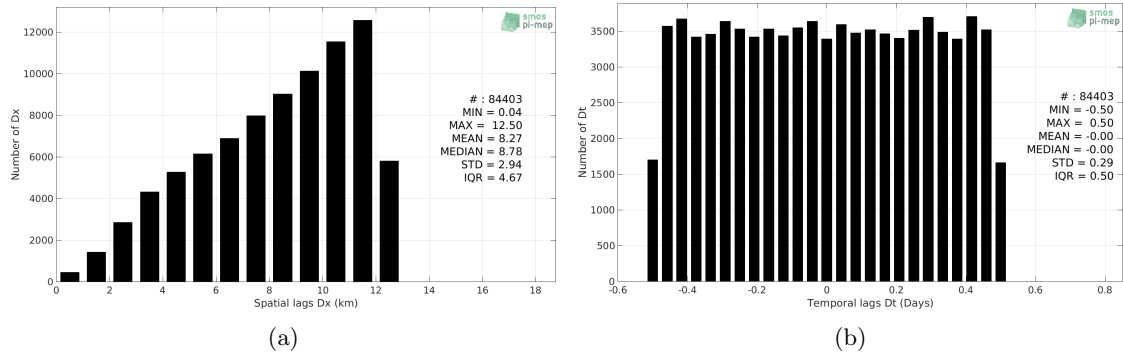 smos
pi-mep
12000
10000
8000
6000
4000
2000
0
Number of Dx
# : 84403
MIN = 0.04
MAX = 12.50
MEAN = 8.27
MEDIAN = 8.78
STD = 2.94
IQR = 4.67
0 2 4 6 8 10 12 14 16 18
Spatial lags Dx (km)
(a)
smos
pi-mep
3500
3000
2500
2000
1500
1000
500
0
Number of Dt
# : 84403
MIN = -0.50
MAX = 0.50
MEAN = -0.00
MEDIAN = -0.00
STD = 0.29
IQR = 0.50
-0.6 -0.4 -0.2 0 0.2 0.4 0.6 0.8
Temporal lags Dt (Days)
(b)